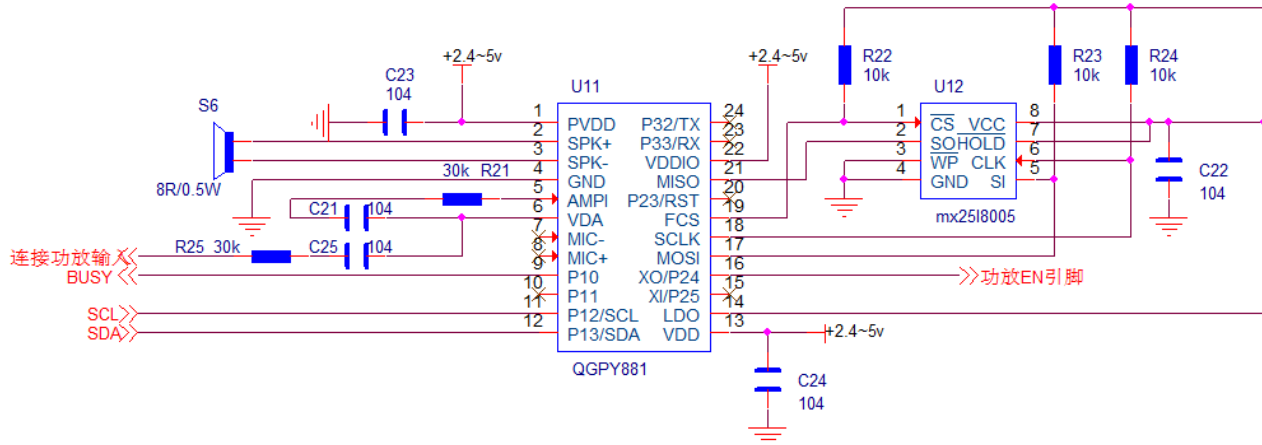 +2.4~5v
C23
104
S6
8R/0.5W
U11
1
2
3
4
5
6
7
8
9
10
11
12
PVDD
SPK+
SPK-
GND
AMPI
VDA
MIC-
MIC+
P10
P11
P12/SCL
P13/SDA
P32/TX
P33/RX
VDDIO
MISO
P23/RST
FCS
SCLK
MOSI
XO/P24
XI/P25
LDO
VDD
24
23
22
21
20
19
18
17
16
15
14
13
QGPY881
30k R21
C21 104
R25 30k C25 104
连接功放输入
BUSY
SCL
SDA
+2.4~5v
R22
10k
R23
10k
R24
10k
U12
1
2
3
4
CS VCC
SO HOLD
WP CLK
GND SI
8
7
6
5
mx25l8005
C22
104
功放EN引脚
+2.4~5v
C24
104